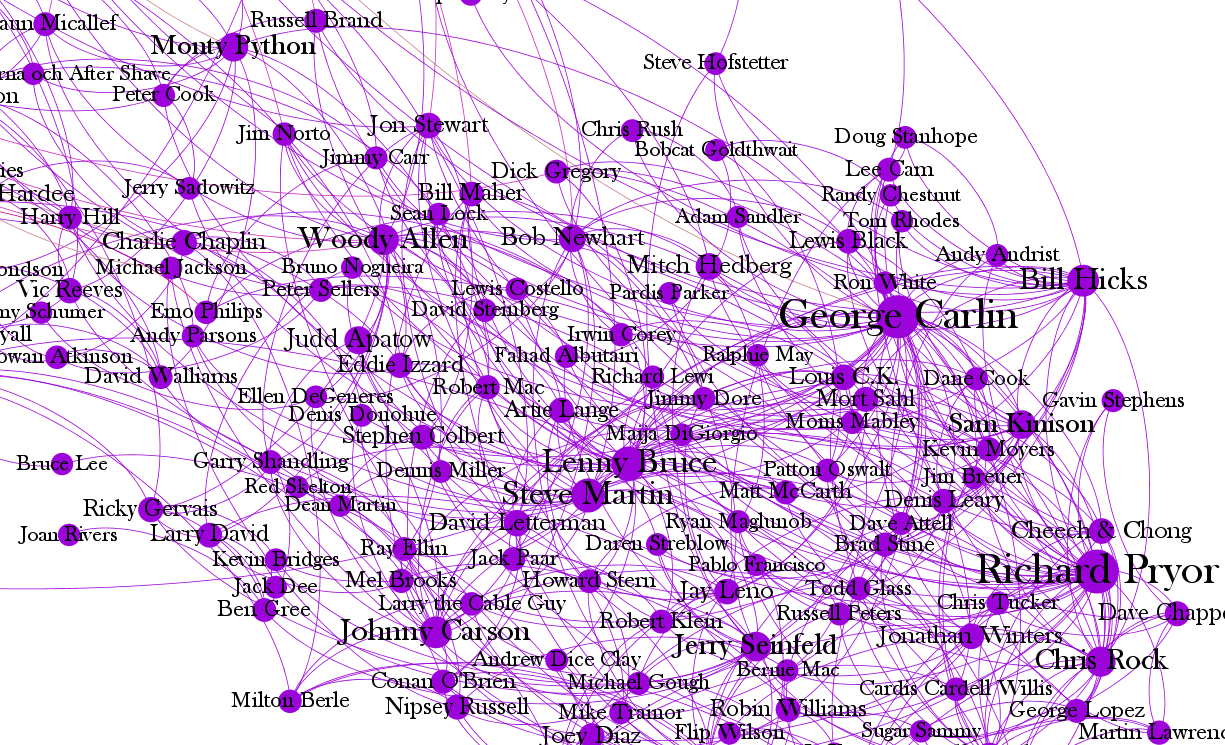 aun Micallef
Russell Brand
Monty Python
Steve Hofstetter
rna och After Shave
on
Peter Cook
Jim Norto
Jon Stewart
Chris Rush
Doug Stanhope
Bobcat Goldthwait
Jimmy Carr
ies
Dick Gregory
Lee Cam
Hardee
Jerry Sadowitz
Bill Maher
Randy Chestnut
Harry Hill
Sean Lock
Adam Sandler
Tom Rhodes
Charlie Chaplin
Woody Allen
Bob Newhart
Lewis Black
Andy Andrist
ondson
Michael Jackson
Bruno Nogueira
Mitch Hedberg
Ron White
Bill Hicks
Vic Reeves
Peter Sellers
Lewis Costello
Pardis Parker
my Schumer
Emo Philips
David Steinberg
George Carlin
yall
Andy Parsons
Judd Apatow
Irwin Corey
owan Atkinson
Eddie Izzard
Fahad Albutairi
Ralphie May
David Walliams
Richard Lewi
Louis C.K.
Dane Cook
Robert Mac
Ellen DeGeneres
Jimmy Dore
Mort Sahl
Gavin Stephens
Denis Donohue
Artie Lange
Moms Mabley
Sam Kinison
Stephen Colbert
Maija DiGiorgio
Kevin Moyers
Bruce Lee
Garry Shandling
Dennis Miller
Lenny Bruce
Patton Oswalt
Jim Breuer
Red Skelton
Steve Martin
Matt McCarth
Denis Leary
Ricky Gervais
Dean Martin
David Letterman
Ryan Maglunob
Dave Attell
Joan Rivers
Larry David
Cheech & Chong
Kevin Bridges
Ray Ellin
Jack Paar
Daren Streblow
Brad Stine
Jack Dee
Mel Brooks
Howard Stern
Pablo Francisco
Richard Pryor
Ben Gree
Larry the Cable Guy
Jay Leno
Todd Glass
Chris Tucker
Dave Chappe
Johnny Carson
Robert Klein
Russell Peters
Jerry Seinfeld
Jonathan Winters
Andrew Dice Clay
Bernie Mac
Chris Rock
Conan O'Brien
Michael Gough
Cardis Cardell Willis
Milton Berle
Nipsey Russell
Mike Trainor
Robin Williams
George Lopez
Joey Diaz
Flip Wilson
Sugar Sammy
Martin Lawrenc